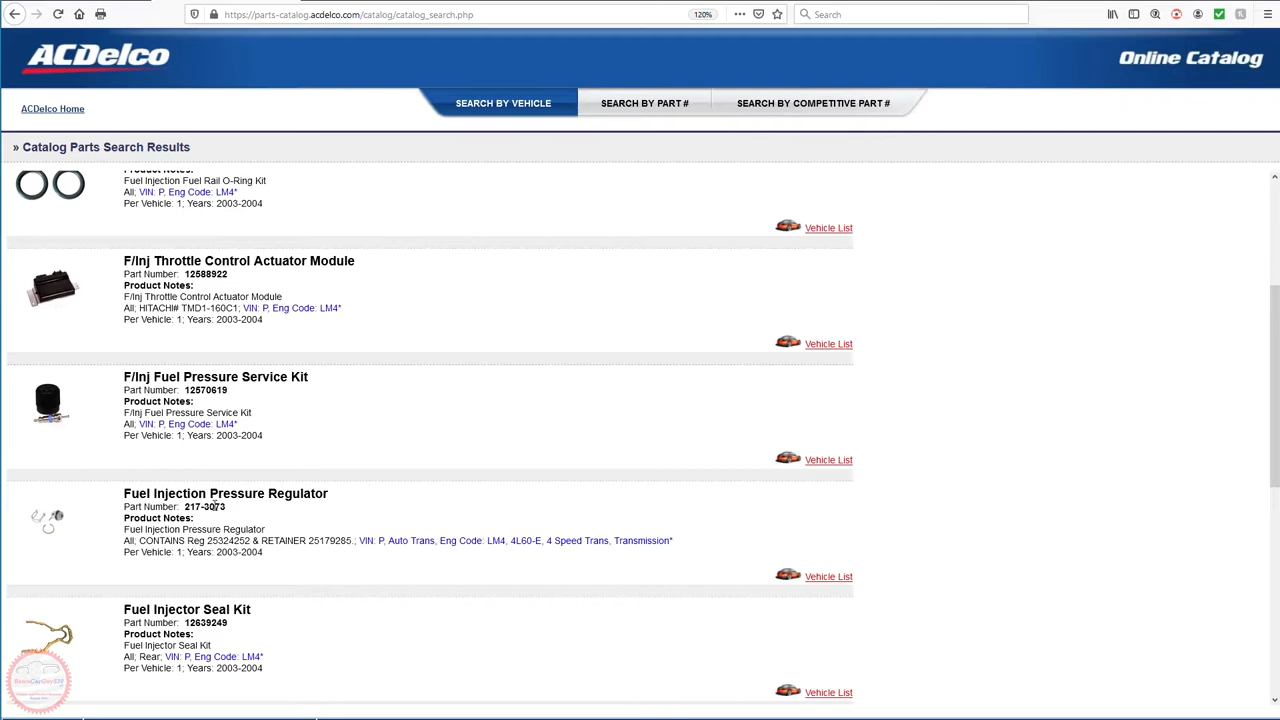 https://parts-catalog.acdelco.com/catalog/catalog_search.php
120%
Search
ACDelco
Online Catalog
ACDelco Home
SEARCH BY VEHICLE
SEARCH BY PART #
SEARCH BY COMPETITIVE PART #
» Catalog Parts Search Results
Product Notes:
Fuel Injection Fuel Rail O-Ring Kit
All; VIN: P, Eng Code: LM4*
Per Vehicle: 1; Years: 2003-2004
Vehicle List
F/Inj Throttle Control Actuator Module
Part Number: 12588922
Product Notes:
F/Inj Throttle Control Actuator Module
All; HITACHI# TMD1-160C1; VIN: P, Eng Code: LM4*
Per Vehicle: 1; Years: 2003-2004
Vehicle List
F/Inj Fuel Pressure Service Kit
Part Number: 12570619
Product Notes:
F/Inj Fuel Pressure Service Kit
All; VIN: P, Eng Code: LM4*
Per Vehicle: 1; Years: 2003-2004
Vehicle List
Fuel Injection Pressure Regulator
Part Number: 217-3073
Product Notes:
Fuel Injection Pressure Regulator
All; CONTAINS Reg 25324252 & RETAINER 25179285.; VIN: P, Auto Trans, Eng Code: LM4, 4L60-E, 4 Speed Trans, Transmission*
Per Vehicle: 1; Years: 2003-2004
Vehicle List
Fuel Injector Seal Kit
Part Number: 12639249
Product Notes:
Fuel Injector Seal Kit
All; Rear; VIN: P, Eng Code: LM4*
Per Vehicle: 1; Years: 2003-2004
Vehicle List